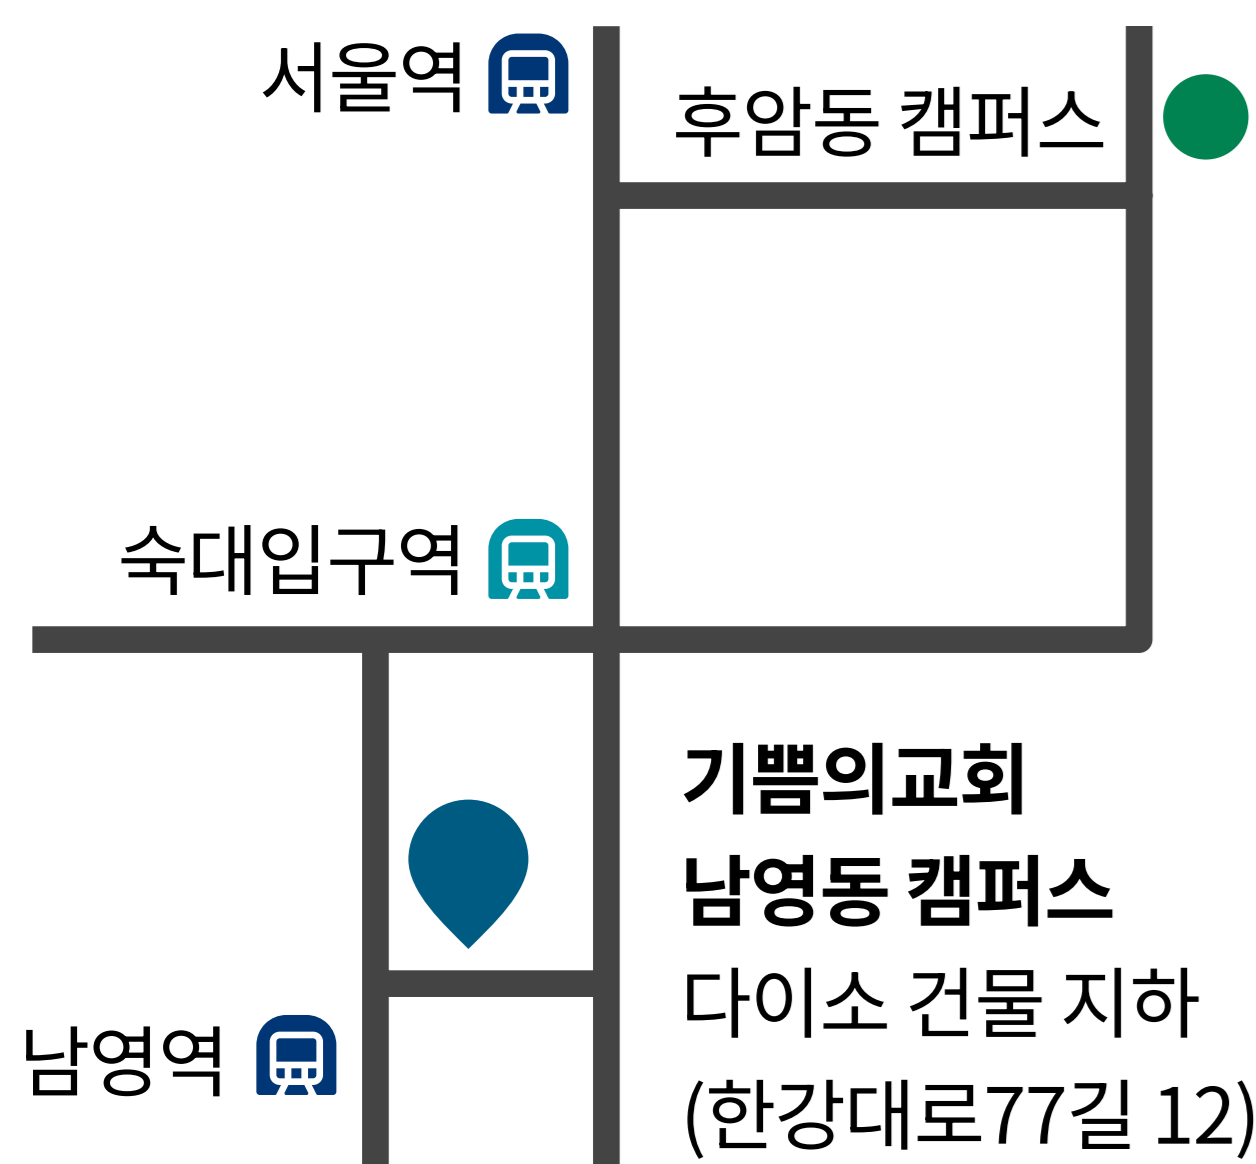 서울역
후암동 캠퍼스
숙대입구역
기쁨의교회
남영동 캠퍼스
다이소 건물 지하
남영역
(한강대로77길 12)